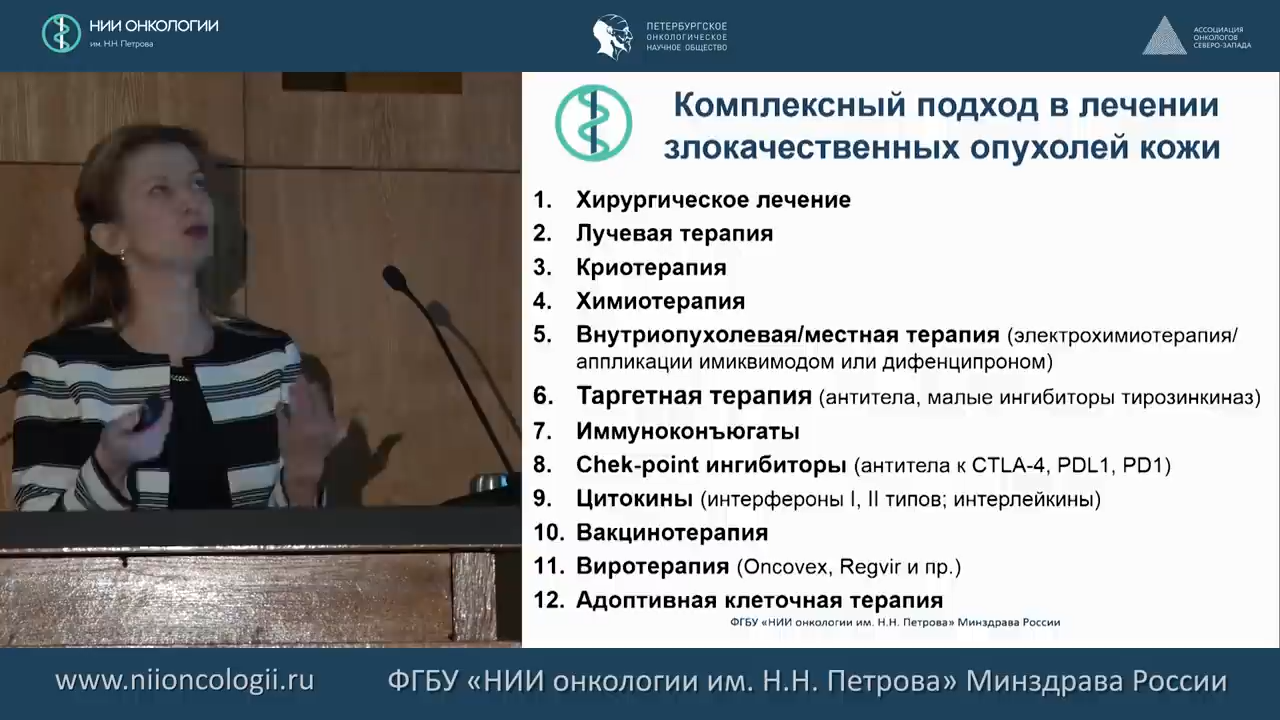 НИИ ОНКОЛОГИИ
им. Н.Н. Петрова
ПЕТЕРБУРГСКОЕ
ОНКОЛОГИЧЕСКОЕ
НАУЧНОЕ ОБЩЕСТВО
АССОЦИАЦИЯ
ОНКОЛОГОВ
СЕВЕРО-ЗАПАДА
Комплексный подход в лечении
злокачественных опухолей кожи
1. Хирургическое лечение
2. Лучевая терапия
3. Криотерапия
4. Химиотерапия
5. Внутриопухолевая/местная терапия (электрохимиотерапия/
аппликации имиквимодом или дифенципроном)
6. Таргетная терапия (антитела, малые ингибиторы тирозинкиназ)
7. Иммуноконъюгаты
8. Chek-point ингибиторы (антитела к CTLA-4, PDL1, PD1)
9. Цитокины (интерфероны I, II типов; интерлейкины)
10. Вакцинотерапия
11. Виротерапия (Oncovex, Regvir и пр.)
12. Адоптивная клеточная терапия
ФГБУ «НИИ онкологии им. Н.Н. Петрова» Минздрава России
www.niioncologii.ru
ФГБУ «НИИ онкологии им. Н.Н. Петрова» Минздрава России